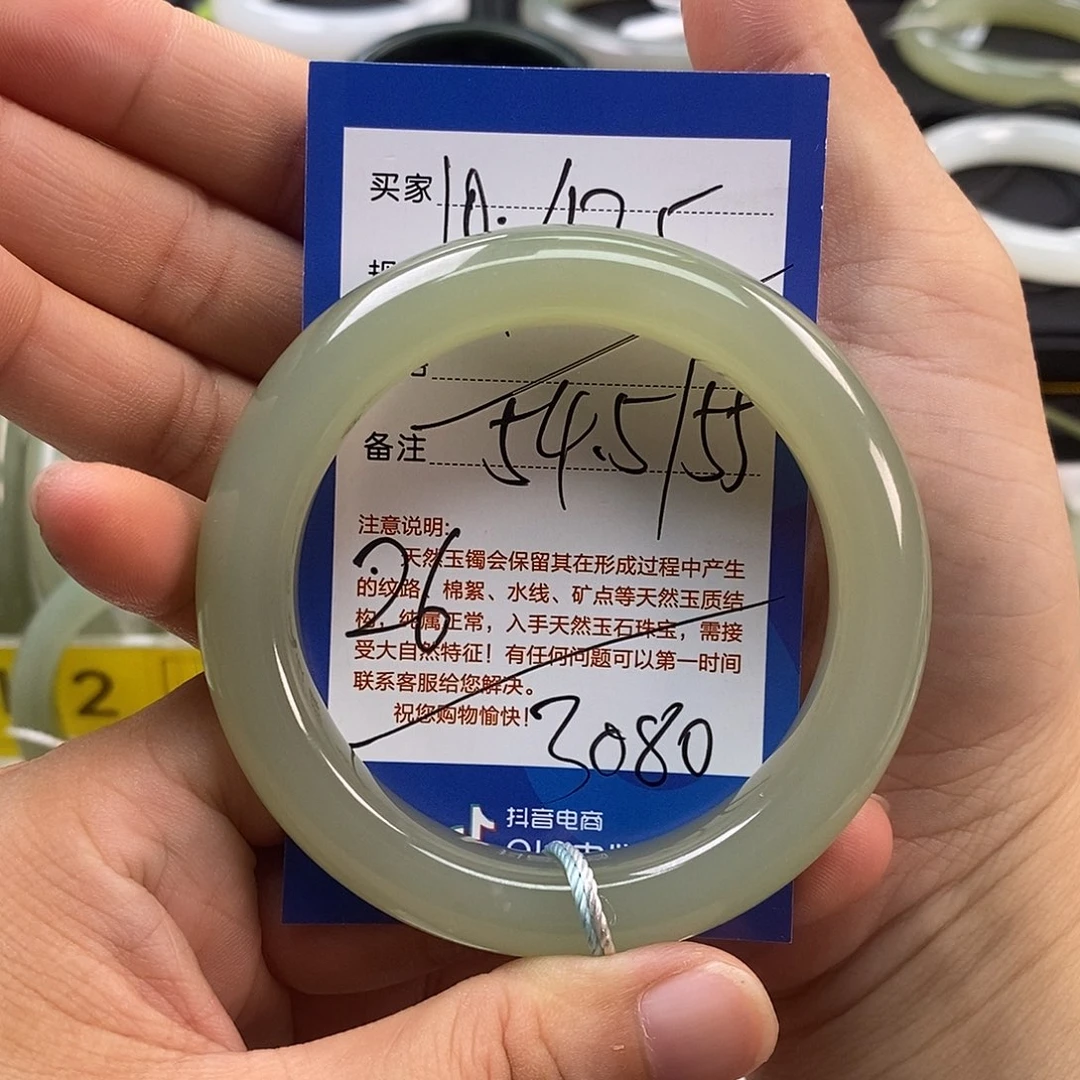 买家
54.5/55
备注
注意说明:
26
天然玉镯会保留其在形成过程中产生
的纹路、棉絮、水线、矿点等天然玉质结
构,纯属正常,入手天然玉石珠宝,需接
受大自然特征!有任何问题可以第一时间
联系客服给您解决。
祝您购物愉快!
3080
抖音电商
2